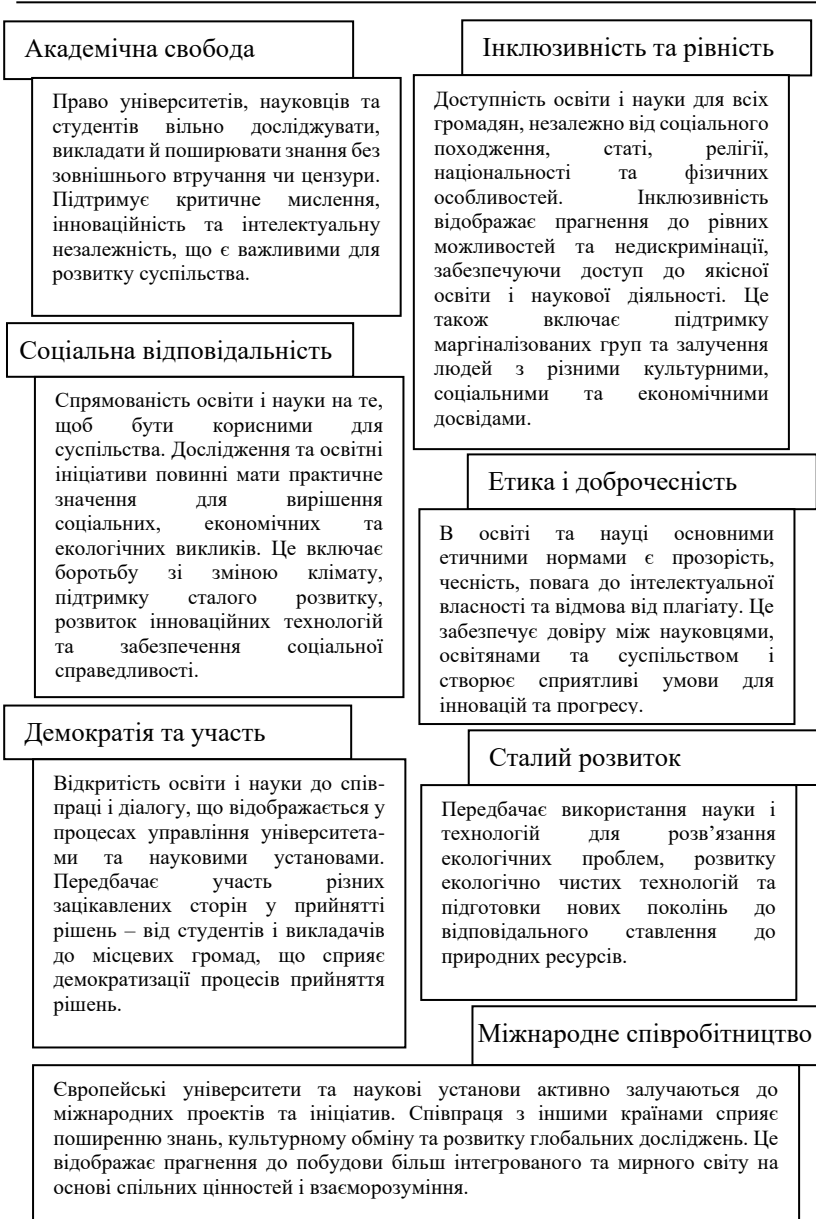 Академічна свобода
Право університетів, науковців та
студентів вільно досліджувати,
викладати й поширювати знання без
зовнішнього втручання чи цензури.
Підтримує критичне мислення,
інноваційність та інтелектуальну
незалежність, що є важливими для
розвитку суспільства.
Соціальна відповідальність
Спрямованість освіти і науки на те,
щоб бути корисними для
суспільства. Дослідження та освітні
ініціативи повинні мати практичне
значення для вирішення
соціальних, економічних та
екологічних викликів. Це включає
боротьбу зі зміною клімату,
підтримку сталого розвитку,
розвиток інноваційних технологій
та забезпечення соціальної
справедливості.
Демократія та участь
Відкритість освіти і науки до спів-
праці і діалогу, що відображається у
процесах управління університета-
ми та науковими установами.
Передбачає участь різних
зацікавлених сторін у прийнятті
рішень – від студентів і викладачів
до місцевих громад, що сприяє
демократизації процесів прийняття
рішень.
Інклюзивність та рівність
Доступність освіти і науки для всіх
громадян, незалежно від соціального
походження, статі, релігії,
національності та фізичних
особливостей. Інклюзивність
відображає прагнення до рівних
можливостей та недискримінації,
забезпечуючи доступ до якісної
освіти і наукової діяльності. Це
також включає підтримку
маргіналізованих груп та залучення
людей з різними культурними,
соціальними та економічними
досвідами.
Етика і доброчесність
В освіті та науці основними
етичними нормами є прозорість,
чесність, повага до інтелектуальної
власності та відмова від плагіату. Це
забезпечує довіру між науковцями,
освітянами та суспільством і
створює сприятливі умови для
інновацій та прогресу.
Сталий розвиток
Передбачає використання науки і
технологій для розв’язання
екологічних проблем, розвитку
екологічно чистих технологій та
підготовки нових поколінь до
відповідального ставлення до
природних ресурсів.
Міжнародне співробітництво
Європейські університети та наукові установи активно залучаються до
міжнародних проектів та ініціатив. Співпраця з іншими країнами сприяє
поширенню знань, культурному обміну та розвитку глобальних досліджень. Це
відображає прагнення до побудови більш інтегрованого та мирного світу на
основі спільних цінностей і взаєморозуміння.